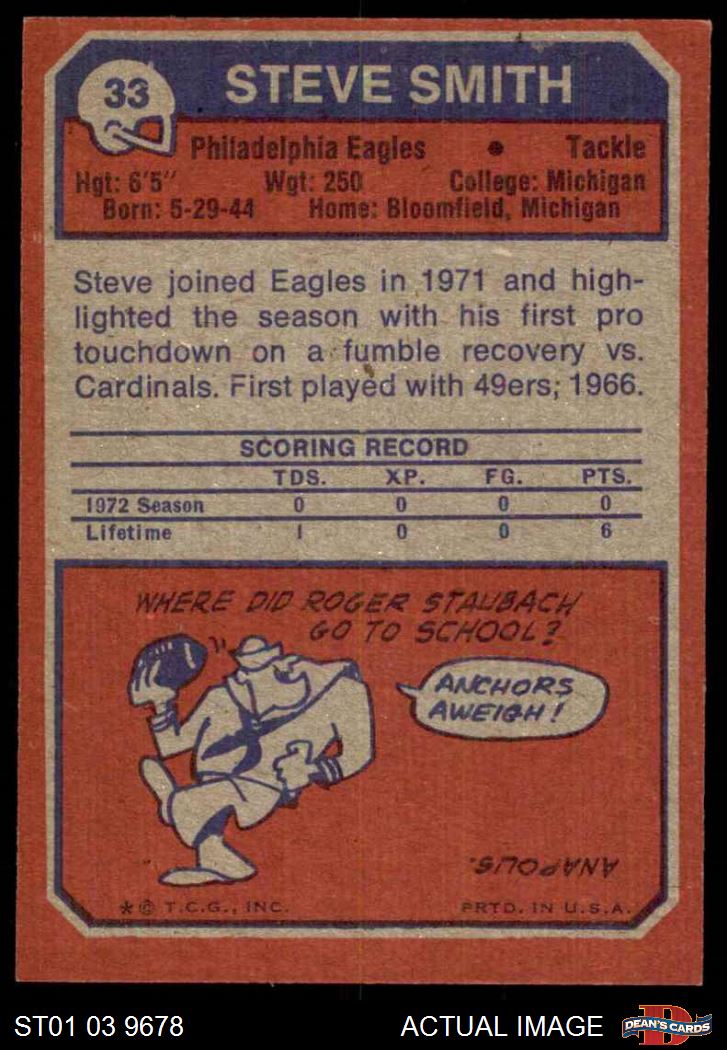 33
STEVE SMITH
Philadelphia Eagles • Tackle
Hgt: 6'5" Wgt: 250 College: Michigan
Born: 5-29-44 Home: Bloomfield, Michigan
Steve joined Eagles in 1971 and high-
lighted the season with his first pro
touchdown on a fumble recovery vs.
Cardinals. First played with 49ers; 1966.
SCORING RECORD
TDS. XP. FG. PTS.
1972 Season 0 0 0 0
Lifetime 1 0 0 6
WHERE DID ROGER STAUBACH
GO TO SCHOOL?
ANCHORS
AWEIGH!
ANAPOLIS.
* © T.C.G., INC. PRTD. IN U.S.A.
ST01 03 9678 ACTUAL IMAGE D DEAN'S CARDS